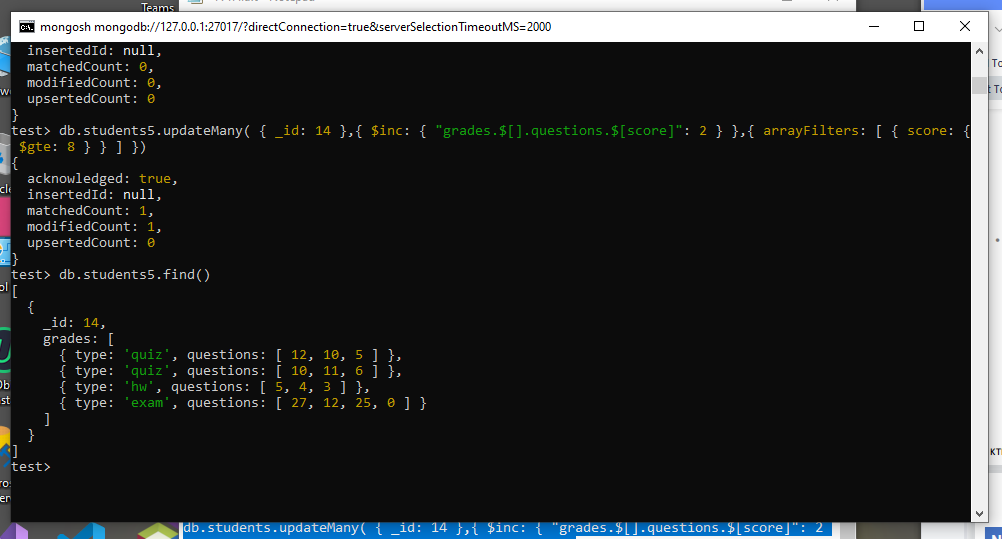 Teams
mongosh mongodb://127.0.0.1:27017/?directConnection=true&serverSelectionTimeoutMS=2000
insertedId: null,
matchedCount: 0,
modifiedCount: 0,
upsertedCount: 0
}
test> db.students5.updateMany( { _id: 14 },{ $inc: { "grades.$[].questions.$[score]": 2 } },{ arrayFilters: [ { score: {
$gte: 8 } } ] })
{
acknowledged: true,
insertedId: null,
matchedCount: 1,
modifiedCount: 1,
upsertedCount: 0
}
test> db.students5.find()
[
{
_id: 14,
grades: [
{ type: 'quiz', questions: [ 12, 10, 5 ] },
{ type: 'quiz', questions: [ 10, 11, 6 ] },
{ type: 'hw', questions: [ 5, 4, 3 ] },
{ type: 'exam', questions: [ 27, 12, 25, 0 ] }
]
}
]
test>
db.students.updateMany( { _id: 14 },{ $inc: { "grades.$[].questions.$[score]": 2